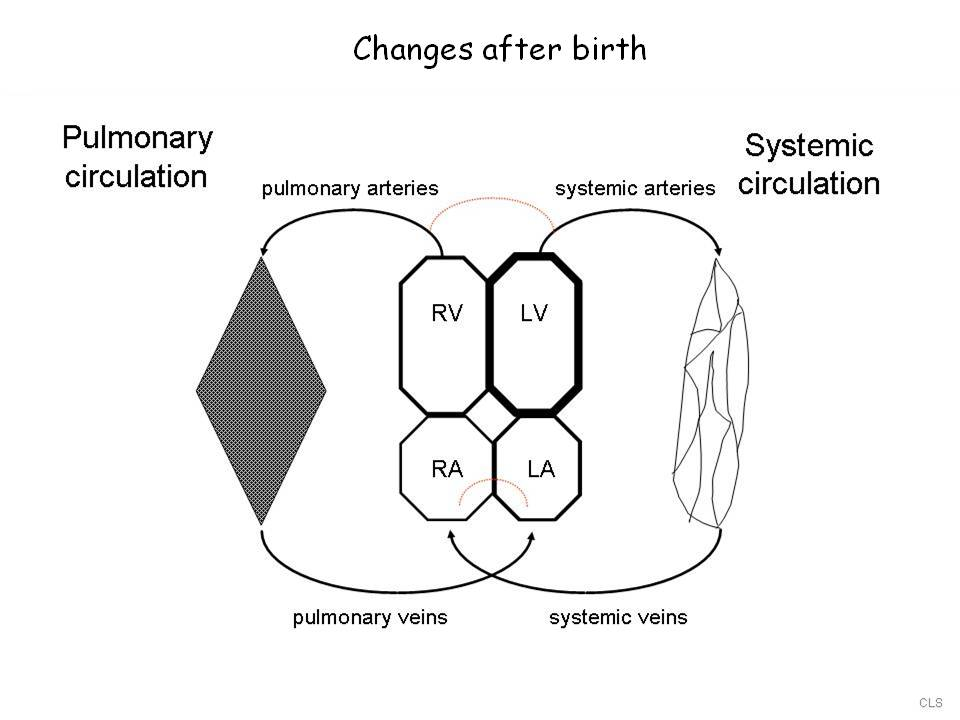 Changes after birth
Pulmonary
circulation
Systemic
circulation
pulmonary arteries
systemic arteries
RV
LV
RA
LA
pulmonary veins
systemic veins
CLS